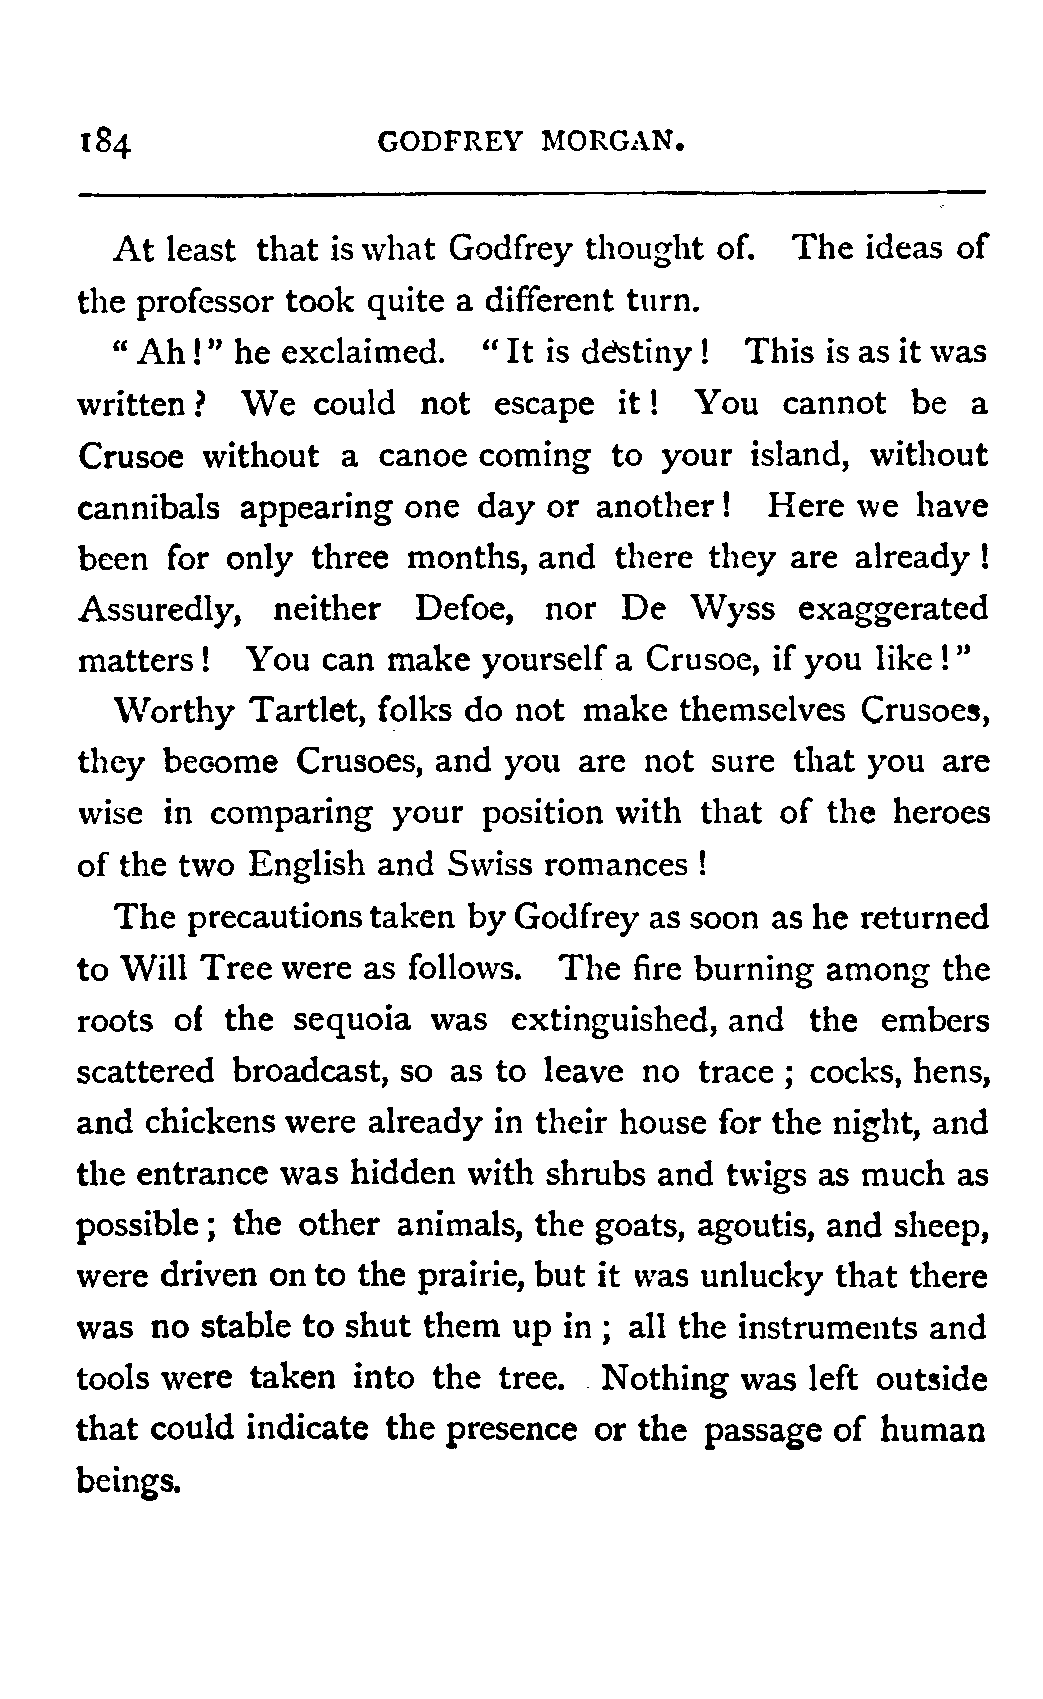 184 GODFREY MORGAN.
At least that is what Godfrey thought of. The ideas of
the professor took quite a different turn.
“ Ah ! ” he exclaimed. “ It is destiny ! This is as it was
written ? We could not escape it ! You cannot be a
Crusoe without a canoe coming to your island, without
cannibals appearing one day or another ! Here we have
been for only three months, and there they are already !
Assuredly, neither Defoe, nor De Wyss exaggerated
matters ! You can make yourself a Crusoe, if you like ! ”
Worthy Tartlet, folks do not make themselves Crusoes,
they become Crusoes, and you are not sure that you are
wise in comparing your position with that of the heroes
of the two English and Swiss romances !
The precautions taken by Godfrey as soon as he returned
to Will Tree were as follows. The fire burning among the
roots of the sequoia was extinguished, and the embers
scattered broadcast, so as to leave no trace ; cocks, hens,
and chickens were already in their house for the night, and
the entrance was hidden with shrubs and twigs as much as
possible ; the other animals, the goats, agoutis, and sheep,
were driven on to the prairie, but it was unlucky that there
was no stable to shut them up in ; all the instruments and
tools were taken into the tree. Nothing was left outside
that could indicate the presence or the passage of human
beings.